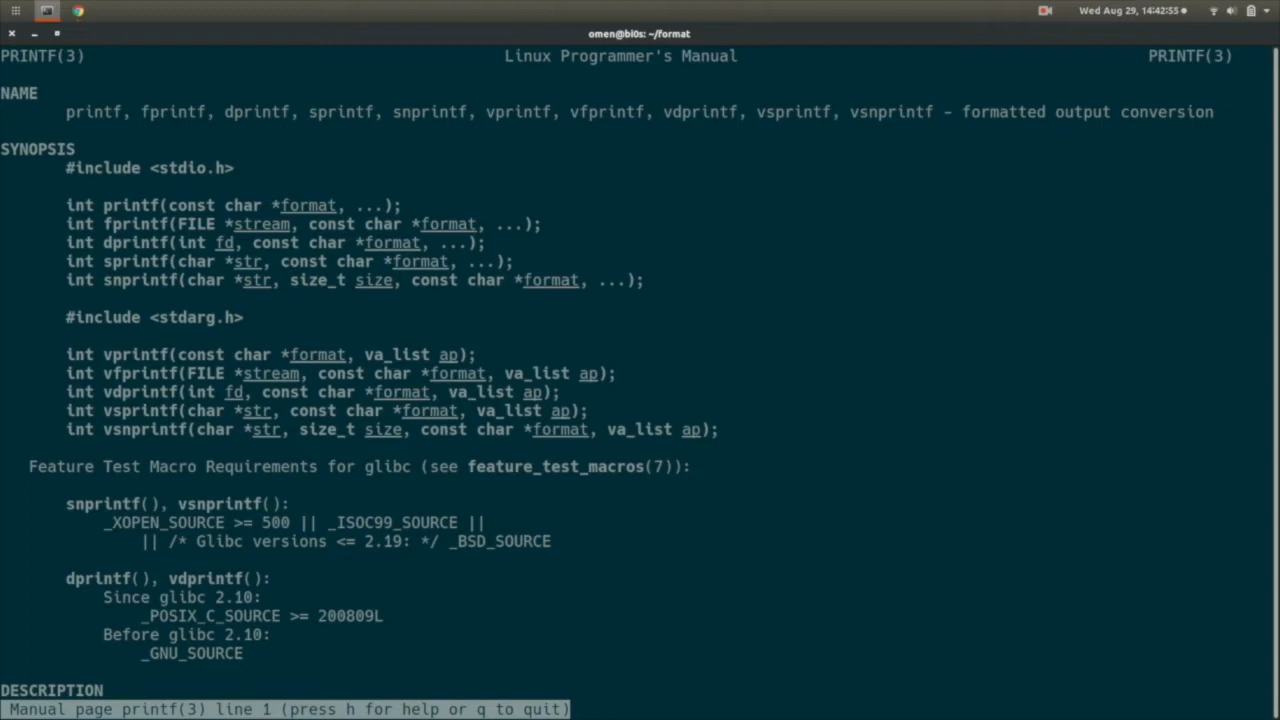 Wed Aug 29, 14:42:55
omen@bi0s: ~/format
PRINTF(3) Linux Programmer's Manual PRINTF(3)
NAME
printf, fprintf, dprintf, sprintf, snprintf, vprintf, vfprintf, vdprintf, vsprintf, vsnprintf - formatted output conversion
SYNOPSIS
#include <stdio.h>
int printf(const char *format, ...);
int fprintf(FILE *stream, const char *format, ...);
int dprintf(int fd, const char *format, ...);
int sprintf(char *str, const char *format, ...);
int snprintf(char *str, size_t size, const char *format, ...);
#include <stdarg.h>
int vprintf(const char *format, va_list ap);
int vfprintf(FILE *stream, const char *format, va_list ap);
int vdprintf(int fd, const char *format, va_list ap);
int vsprintf(char *str, const char *format, va_list ap);
int vsnprintf(char *str, size_t size, const char *format, va_list ap);
Feature Test Macro Requirements for glibc (see feature_test_macros(7)):
snprintf(), vsnprintf():
_XOPEN_SOURCE >= 500 || _ISOC99_SOURCE ||
|| /* Glibc versions <= 2.19: */ _BSD_SOURCE
dprintf(), vdprintf():
Since glibc 2.10:
_POSIX_C_SOURCE >= 200809L
Before glibc 2.10:
_GNU_SOURCE
DESCRIPTION
Manual page printf(3) line 1 (press h for help or q to quit)